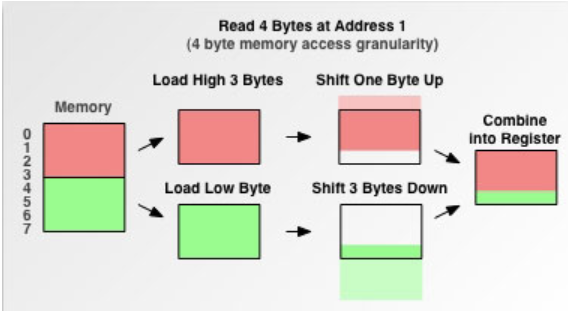 Read 4 Bytes at Address 1
(4 byte memory access granularity)
Load High 3 Bytes
Shift One Byte Up
Memory
Combine
into Register
0
1
2
3
4
5
6
7
Load Low Byte
Shift 3 Bytes Down